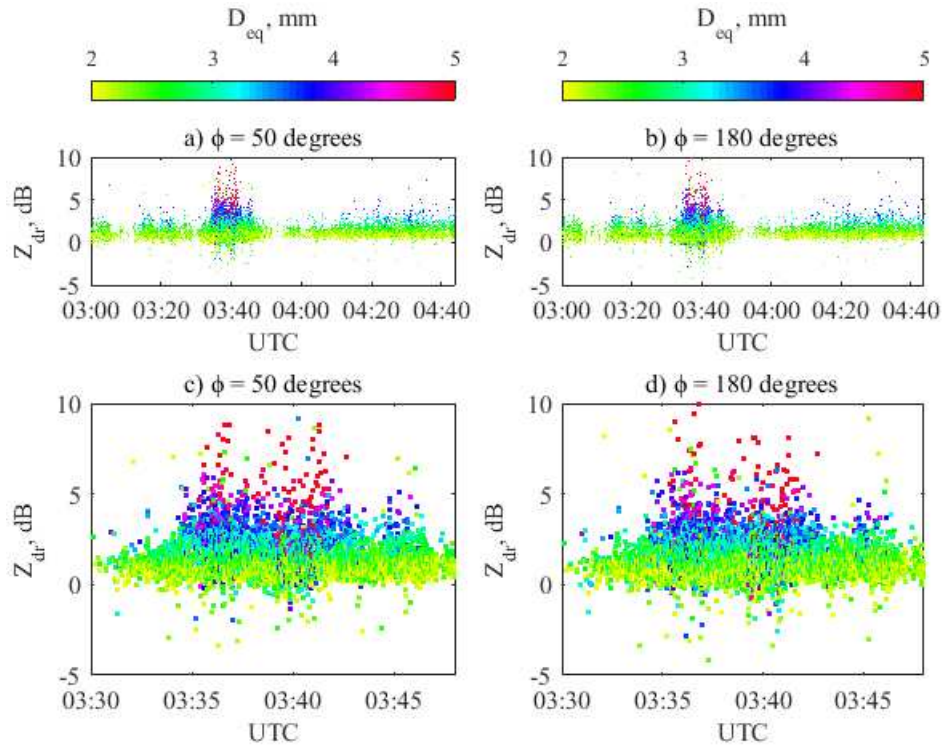 D_eq, mm
2 3 4 5
D_eq, mm
2 3 4 5
a) ϕ = 50 degrees
10
5
0
-5
Z_dr, dB
03:00 03:20 03:40 04:00 04:20 04:40
UTC
b) ϕ = 180 degrees
10
5
0
-5
Z_dr, dB
03:00 03:20 03:40 04:00 04:20 04:40
UTC
c) ϕ = 50 degrees
10
5
0
-5
Z_dr, dB
03:30 03:35 03:40 03:45
UTC
d) ϕ = 180 degrees
10
5
0
-5
Z_dr, dB
03:30 03:35 03:40 03:45
UTC